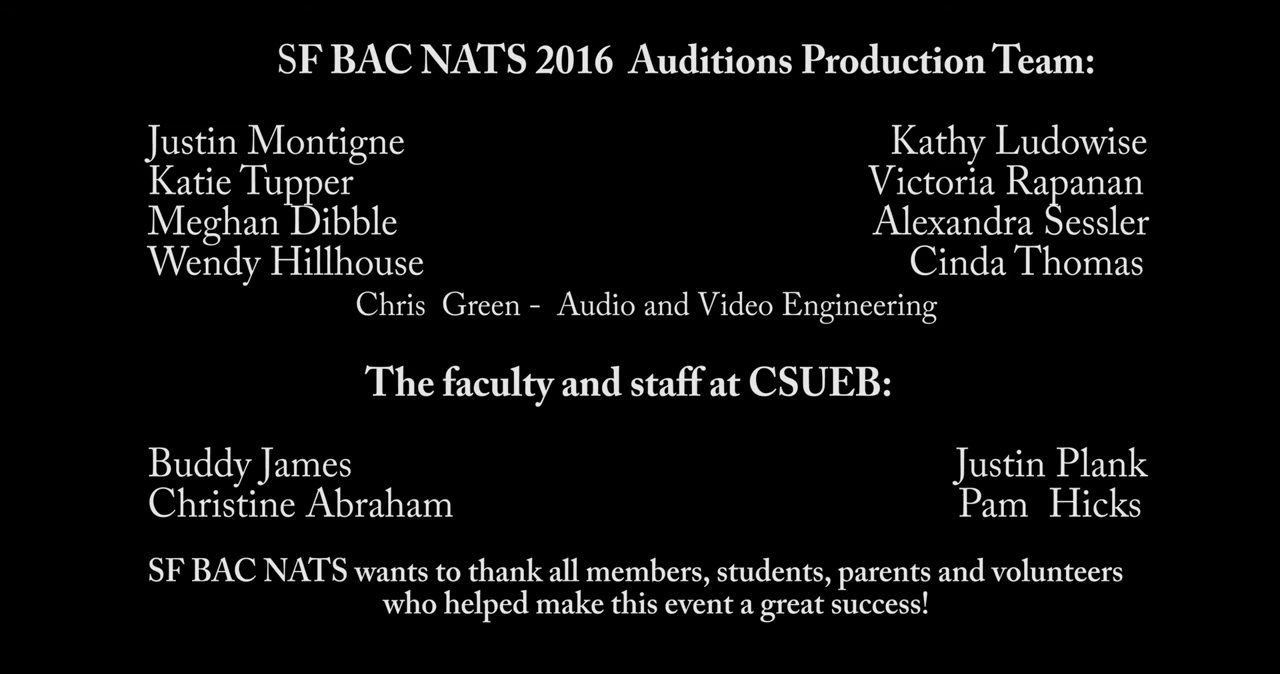 SF BAC NATS 2016 Auditions Production Team:
Justin Montigne Kathy Ludowise
Katie Tupper Victoria Rapanan
Meghan Dibble Alexandra Sessler
Wendy Hillhouse Cinda Thomas
Chris Green - Audio and Video Engineering
The faculty and staff at CSUEB:
Buddy James Justin Plank
Christine Abraham Pam Hicks
SF BAC NATS wants to thank all members, students, parents and volunteers
who helped make this event a great success!